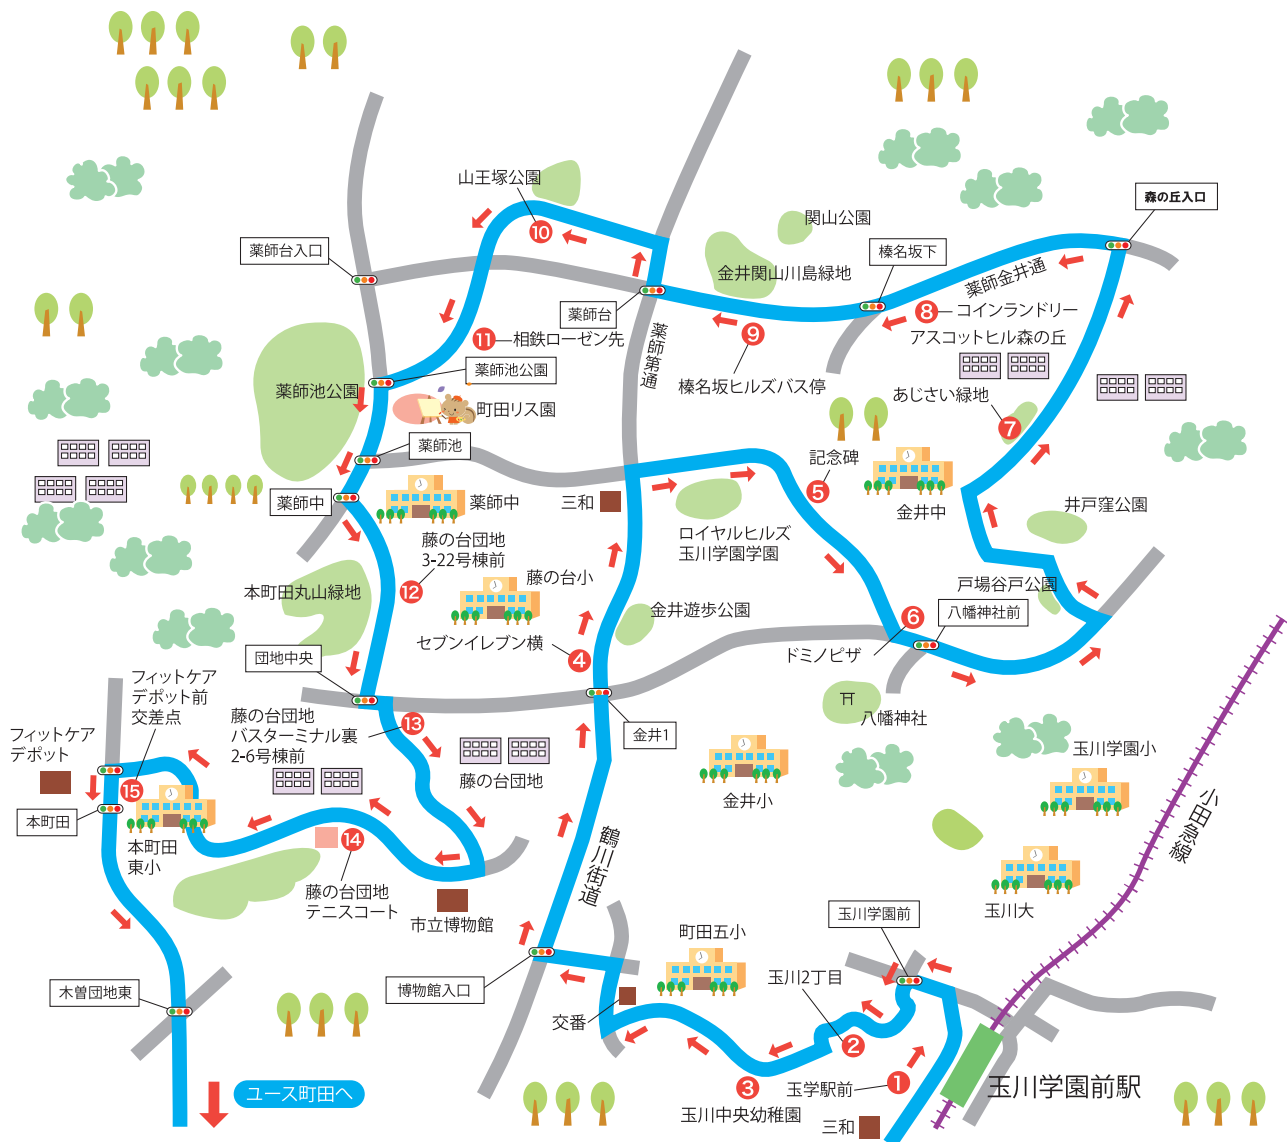 山王塚公園
10
関山公園
森の丘入口
薬師台入口
金井関山川島緑地
榛名坂下
薬師金井通
薬師台
8
コインランドリー
11
相鉄ローゼン先
薬師第通
9
アスコットヒル森の丘
薬師池公園
薬師池公園
榛名坂ヒルズバス停
あじさい緑地
町田リス園
7
薬師池
記念碑
5
薬師中
薬師中
三和
金井中
井戸窪公園
藤の台団地
3-22号棟前
ロイヤルヒルズ
玉川学園学園
12
本町田丸山緑地
藤の台小
金井遊歩公園
戸場谷戸公園
6
八幡神社前
セブンイレブン横
4
ドミノピザ
団地中央
フィットケア
デポット前
交差点
藤の台団地
バスターミナル裏
2-6号棟前
13
八幡神社
フィットケア
デポット
金井1
藤の台団地
玉川学園小
15
金井小
小田急線
本町田
本町田
東小
14
鶴川街道
藤の台団地
テニスコート
市立博物館
玉川大
玉川学園前
町田五小
玉川2丁目
木曽団地東
博物館入口
交番
2
ユース町田へ
3
玉学駅前
1
玉川学園前駅
玉川中央幼稚園
三和